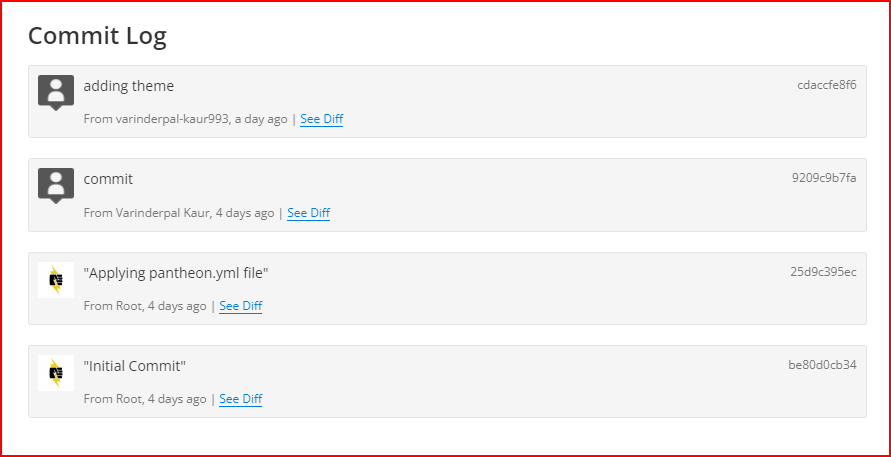 Commit Log
adding theme
cdaccfe8f6
From varinderpal-kaur993, a day ago | See Diff
commit
9209c9b7fa
From Varinderpal Kaur, 4 days ago | See Diff
"Applying pantheon.yml file"
25d9c395ec
From Root, 4 days ago | See Diff
"Initial Commit"
be80d0cb34
From Root, 4 days ago | See Diff